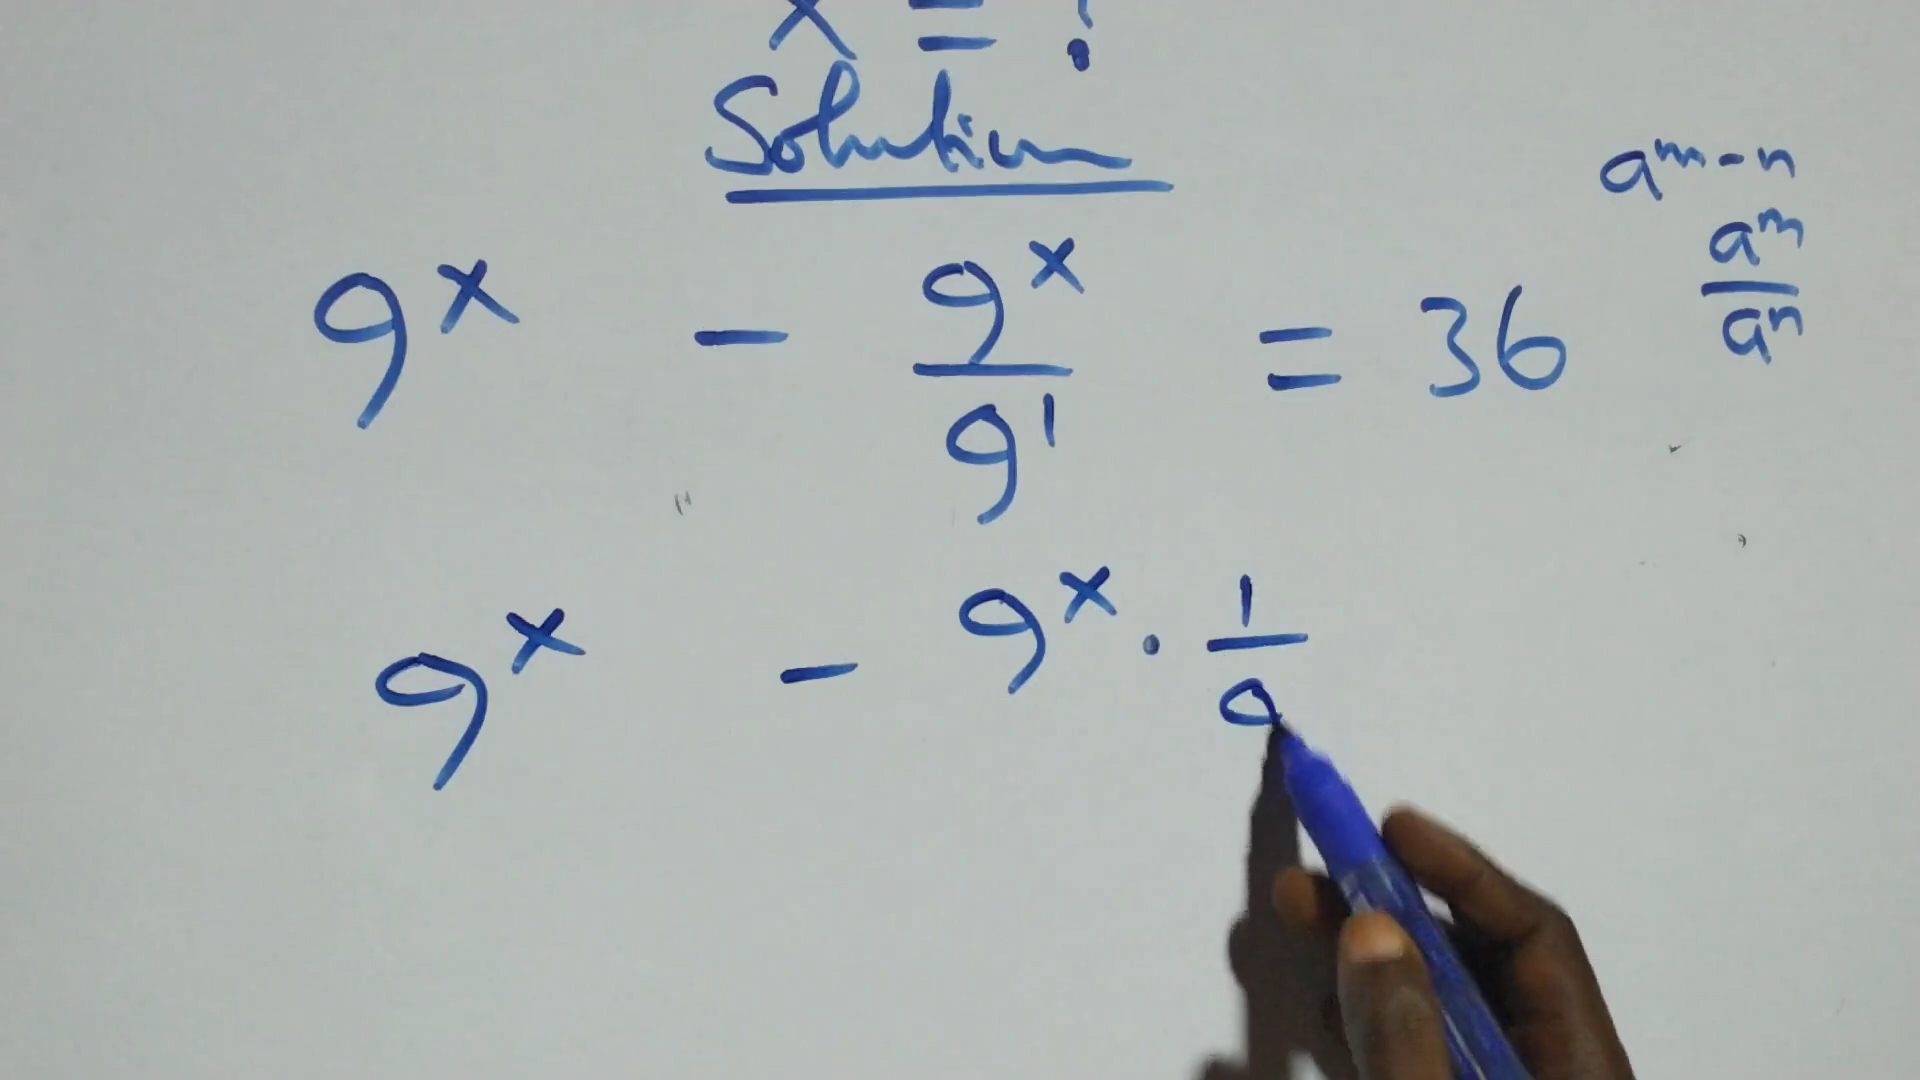 x = ?
Solution
a^m-n
a^m/a^n
9^x - 9^x/9^1 = 36
9^x - 9^x · 1/9